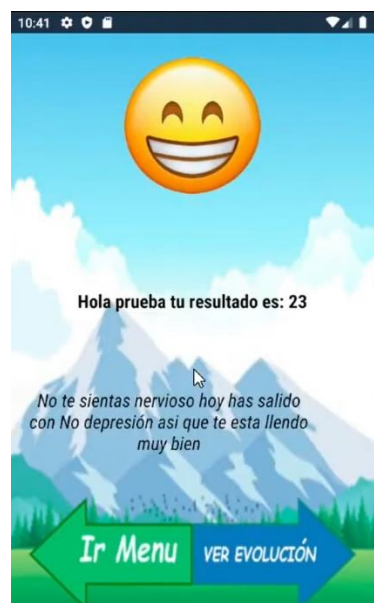 10:41
Hola prueba tu resultado es: 23
No te sientas nervioso hoy has salido
con No depresión asi que te esta llendo
muy bien
Ir Menu
VER EVOLUCIÓN